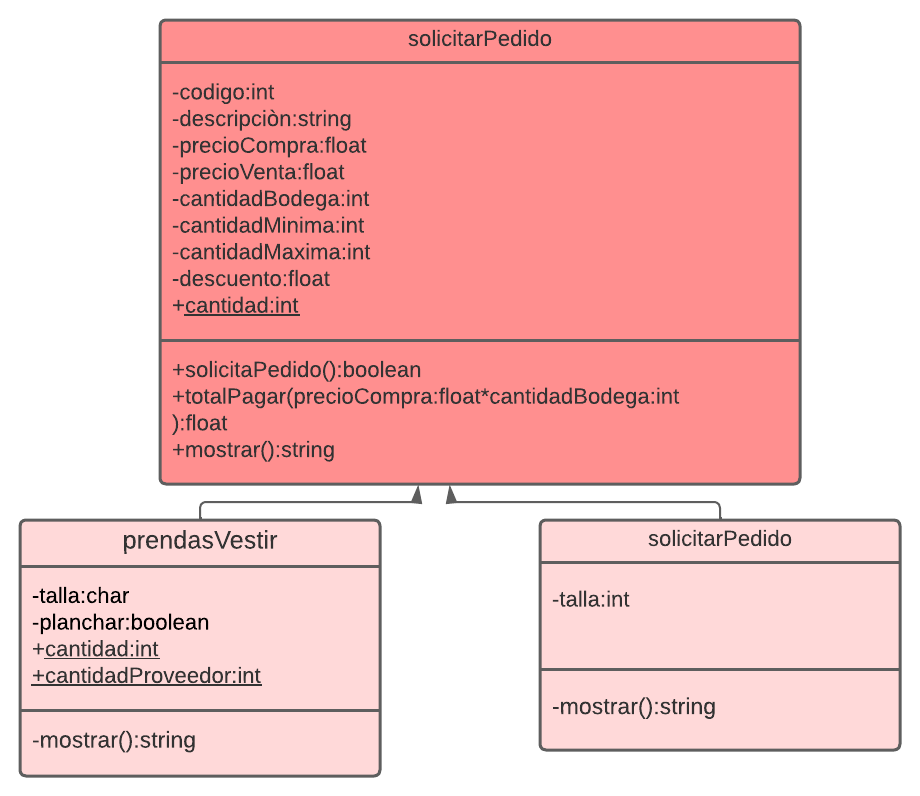 solicitarPedido
-codigo:int
-descripciòn:string
-precioCompra:float
-precioVenta:float
-cantidadBodega:int
-cantidadMinima:int
-cantidadMaxima:int
-descuento:float
+cantidad:int
+solicitaPedido():boolean
+totalPagar(precioCompra:float*cantidadBodega:int
):float
+mostrar():string
prendasVestir
-talla:char
-planchar:boolean
+cantidad:int
+cantidadProveedor:int
-mostrar():string
solicitarPedido
-talla:int
-mostrar():string